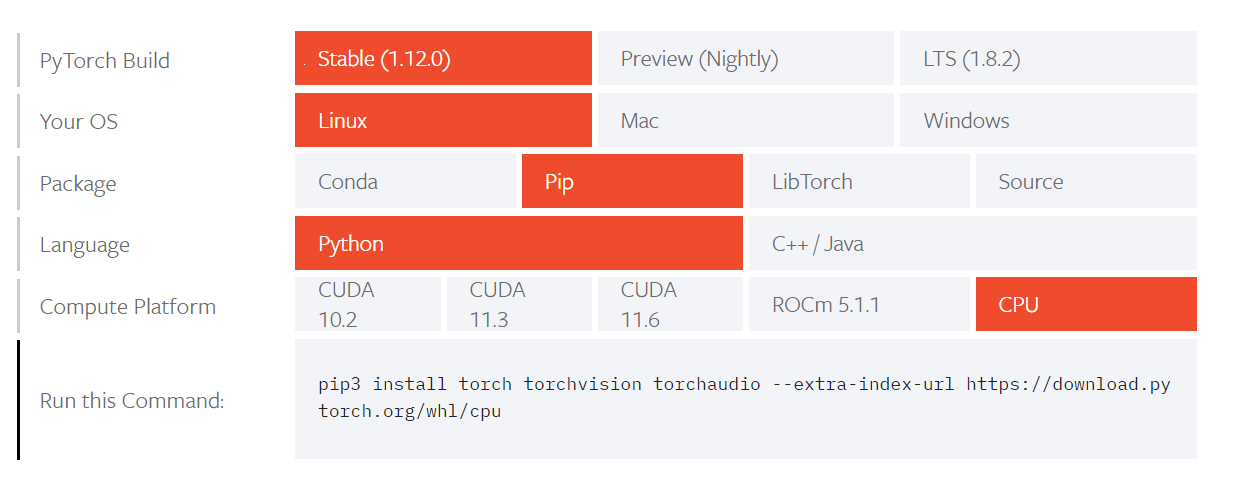 PyTorch Build
Stable (1.12.0)
Preview (Nightly)
LTS (1.8.2)
Your OS
Linux
Mac
Windows
Package
Conda
Pip
LibTorch
Source
Language
Python
C++ / Java
Compute Platform
CUDA
10.2
CUDA
11.3
CUDA
11.6
ROCm 5.1.1
CPU
Run this Command:
pip3 install torch torchvision torchaudio --extra-index-url https://download.py
torch.org/whl/cpu